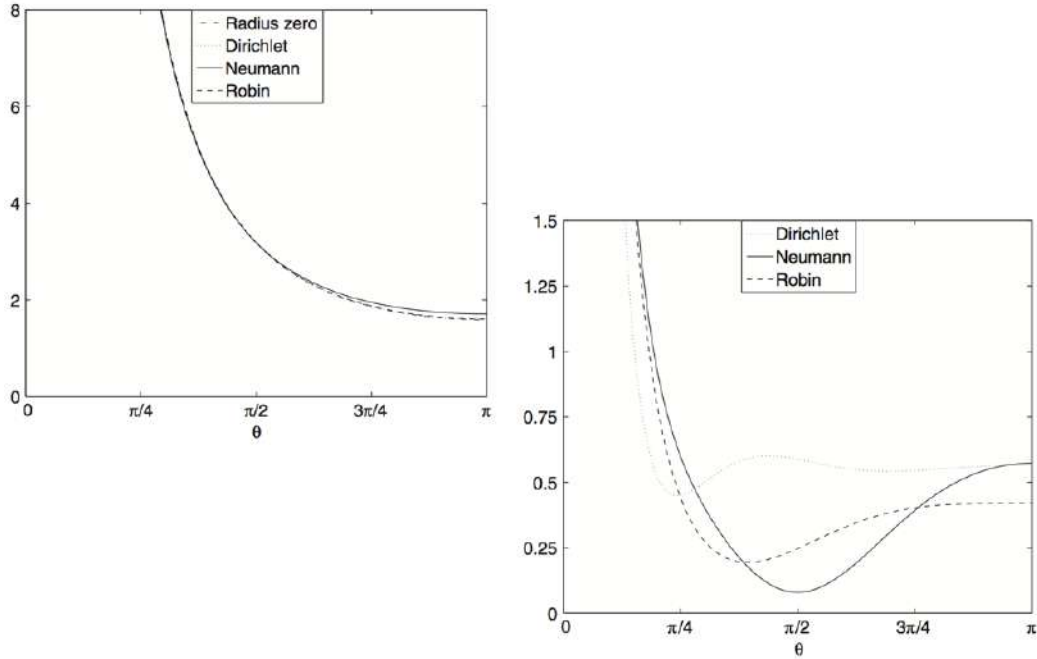 8
6
4
2
0
Radius zero
Dirichlet
Neumann
Robin
0 π/4 π/2 3π/4 π
θ
1.5
1.25
1
0.75
0.5
0.25
0
Dirichlet
Neumann
Robin
0 π/4 π/2 3π/4 π
θ